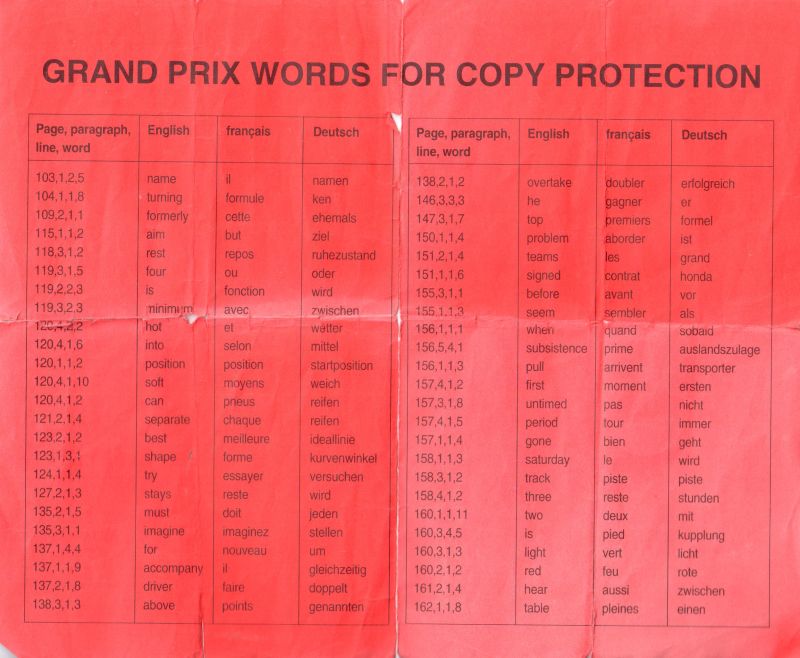 GRAND PRIX WORDS FOR COPY PROTECTION
Page, paragraph, line, word English français Deutsch
103,1,2,5 name il namen
104,1,1,8 turning formule ken
109,2,1,1 formerly cette ehemals
115,1,1,2 aim but ziel
118,3,1,2 rest repos ruhezustand
119,3,1,5 four ou oder
119,2,2,3 is fonction wird
119,3,2,3 minimum avec zwischen
120,4,2,2 hot et wetter
120,4,1,6 into selon mittel
120,1,1,2 position position startposition
120,4,1,10 soft moyens weich
120,4,1,2 can pneus reifen
121,2,1,4 separate chaque reifen
123,2,1,2 best meilleure ideallinie
123,1,3,1 shape forme kurvenwinkel
124,1,1,4 try essayer versuchen
127,2,1,3 stays reste wird
135,2,1,5 must doit jeden
135,3,1,1 imagine imaginez stellen
137,1,4,4 for nouveau um
137,1,1,9 accompany il gleichzeitig
137,2,1,8 driver faire doppelt
138,3,1,3 above points genannten
Page, paragraph, line, word English français Deutsch
138,2,1,2 overtake doubler erfolgreich
146,3,3,3 he gagner er
147,3,1,7 top premiers formel
150,1,1,4 problem aborder ist
151,2,1,4 teams les grand
151,1,1,6 signed contrat honda
155,3,1,1 before avant vor
155,1,1,3 seem sembler als
156,1,1,1 when quand sobald
156,5,4,1 subsistence prime auslandszulage
156,1,1,3 pull arrivent transporter
157,4,1,2 first moment ersten
157,3,1,8 untimed pas nicht
157,4,1,5 period tour immer
157,1,1,4 gone bien geht
158,1,1,3 saturday le wird
158,3,1,2 track piste piste
158,4,1,2 three reste stunden
160,1,1,11 two deux mit
160,3,4,5 is pied kupplung
160,3,1,3 light vert licht
160,2,1,2 red feu rote
161,2,1,4 hear aussi zwischen
162,1,1,8 table pleines einen